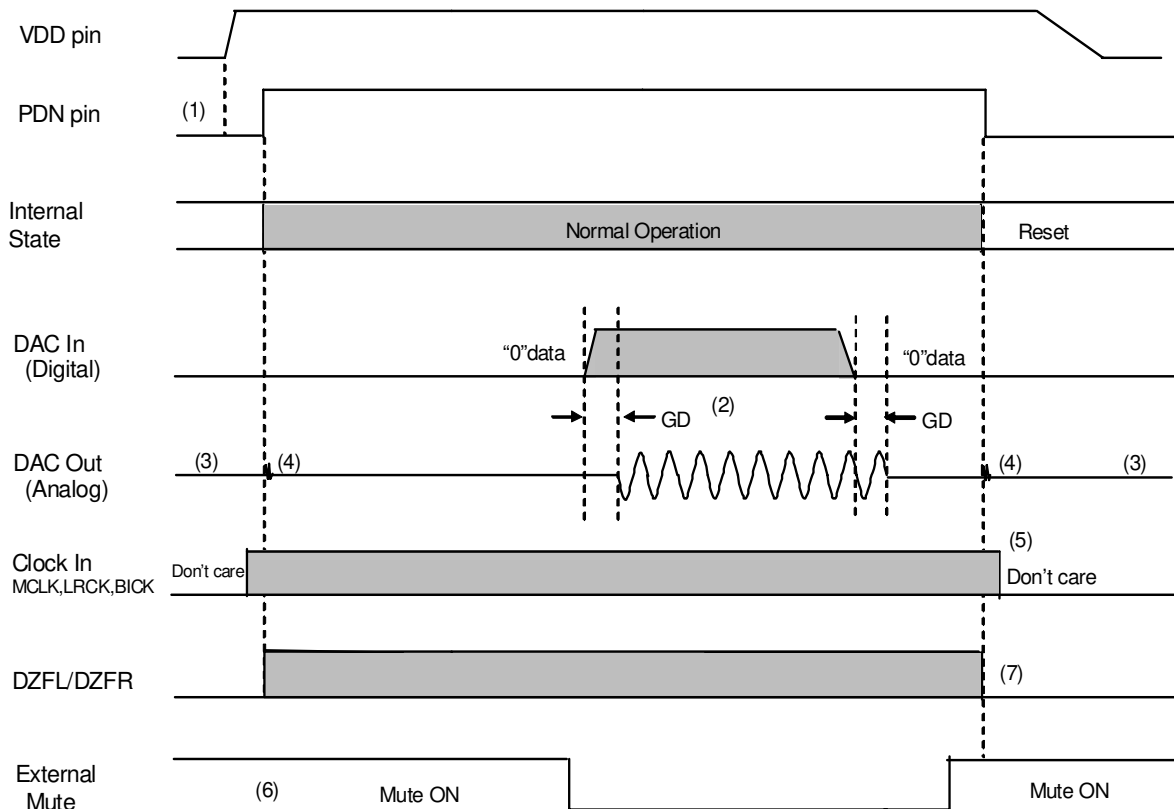 VDD pin
PDN pin
(1)
Internal
State
Normal Operation
Reset
DAC In
(Digital)
“0”data
“0”data
(2)
GD
GD
DAC Out
(Analog)
(3)
(4)
(4)
(3)
Clock In
MCLK,LRCK,BICK
Don’t care
(5)
Don’t care
DZFL/DZFR
(7)
External
Mute
(6)
Mute ON
Mute ON